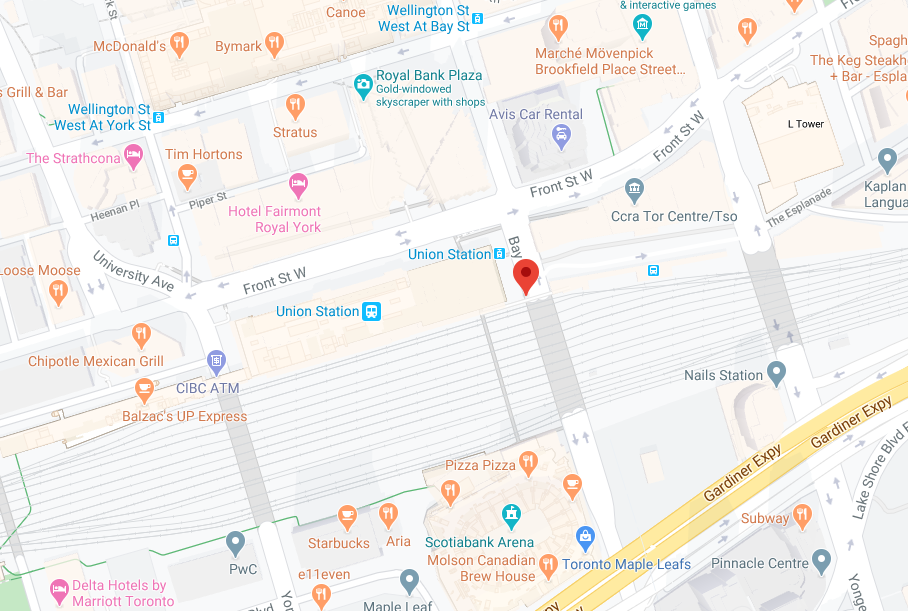 Canoe
Wellington St
West At Bay St
& interactive games
McDonald's
Bymark
Marché Mövenpick
Brookfield Place Street...
Spagh
The Keg Steakh
+ Bar - Espla
Royal Bank Plaza
Gold-windowed
skyscraper with shops
s Grill & Bar
Wellington St
West At York St
Stratus
Avis Car Rental
L Tower
Front St W
The Strathcona
Tim Hortons
Kaplan
Langua
Front St W
Heenan Pl
Piper St
Hotel Fairmont
Royal York
Ccra Tor Centre/Tso
The Esplanade
Bay
Union Station
University Ave
Loose Moose
Front St W
Union Station
Chipotle Mexican Grill
CIBC ATM
Nails Station
Balzac's UP Express
Gardiner Expy
Gardiner Expy
Lake Shore Blvd E
Pizza Pizza
Subway
Starbucks
Aria
Scotiabank Arena
Molson Canadian
Brew House
Toronto Maple Leafs
Pinnacle Centre
PwC
e11even
Delta Hotels by
Marriott Toronto
Maple Leaf
Blvd
Yor
Expy
Yonge